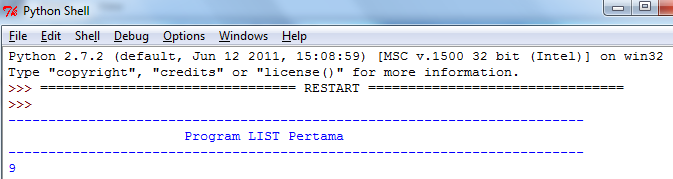 Python Shell
File Edit Shell Debug Options Windows Help
Python 2.7.2 (default, Jun 12 2011, 15:08:59) [MSC v.1500 32 bit (Intel)] on win32
Type "copyright", "credits" or "license()" for more information.
>>> ================================ RESTART ================================
>>>
------------------------------------------------------------------------
Program LIST Pertama
------------------------------------------------------------------------
9